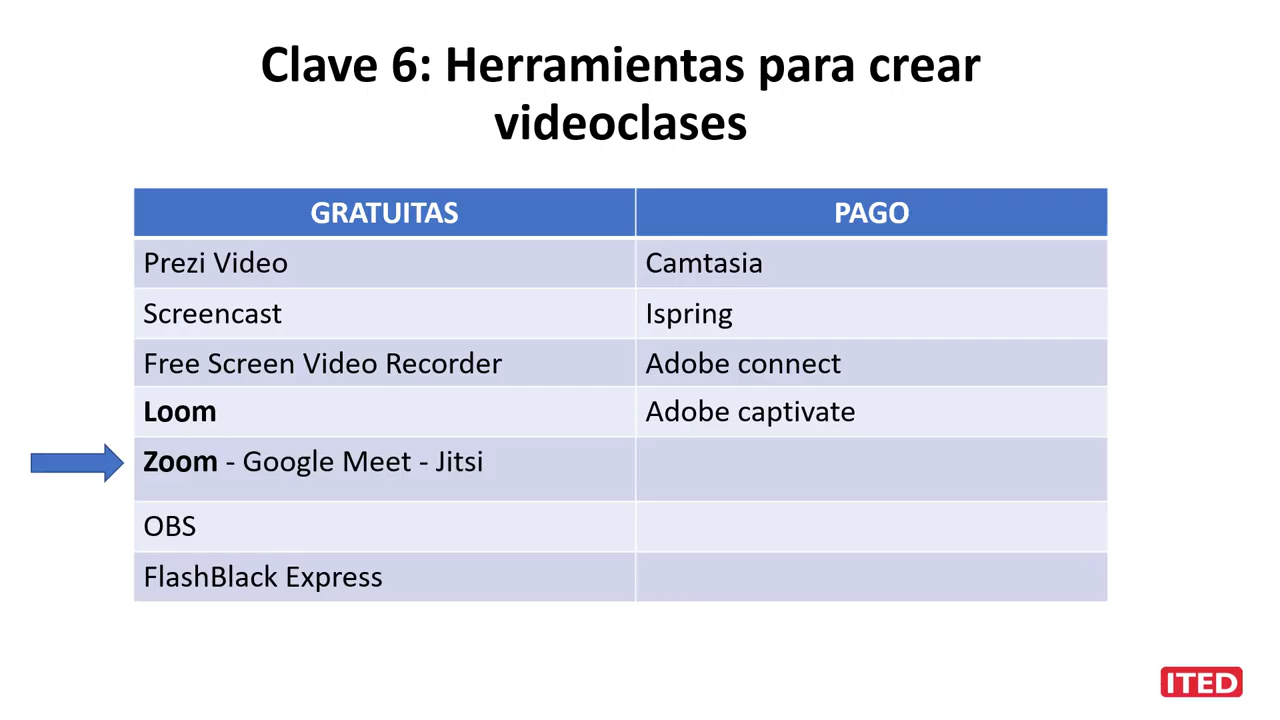 Clave 6: Herramientas para crear
videoclases
GRATUITAS PAGO
Prezi Video Camtasia
Screencast Ispring
Free Screen Video Recorder Adobe connect
Loom Adobe captivate
Zoom - Google Meet - Jitsi
OBS
FlashBlack Express
ITED